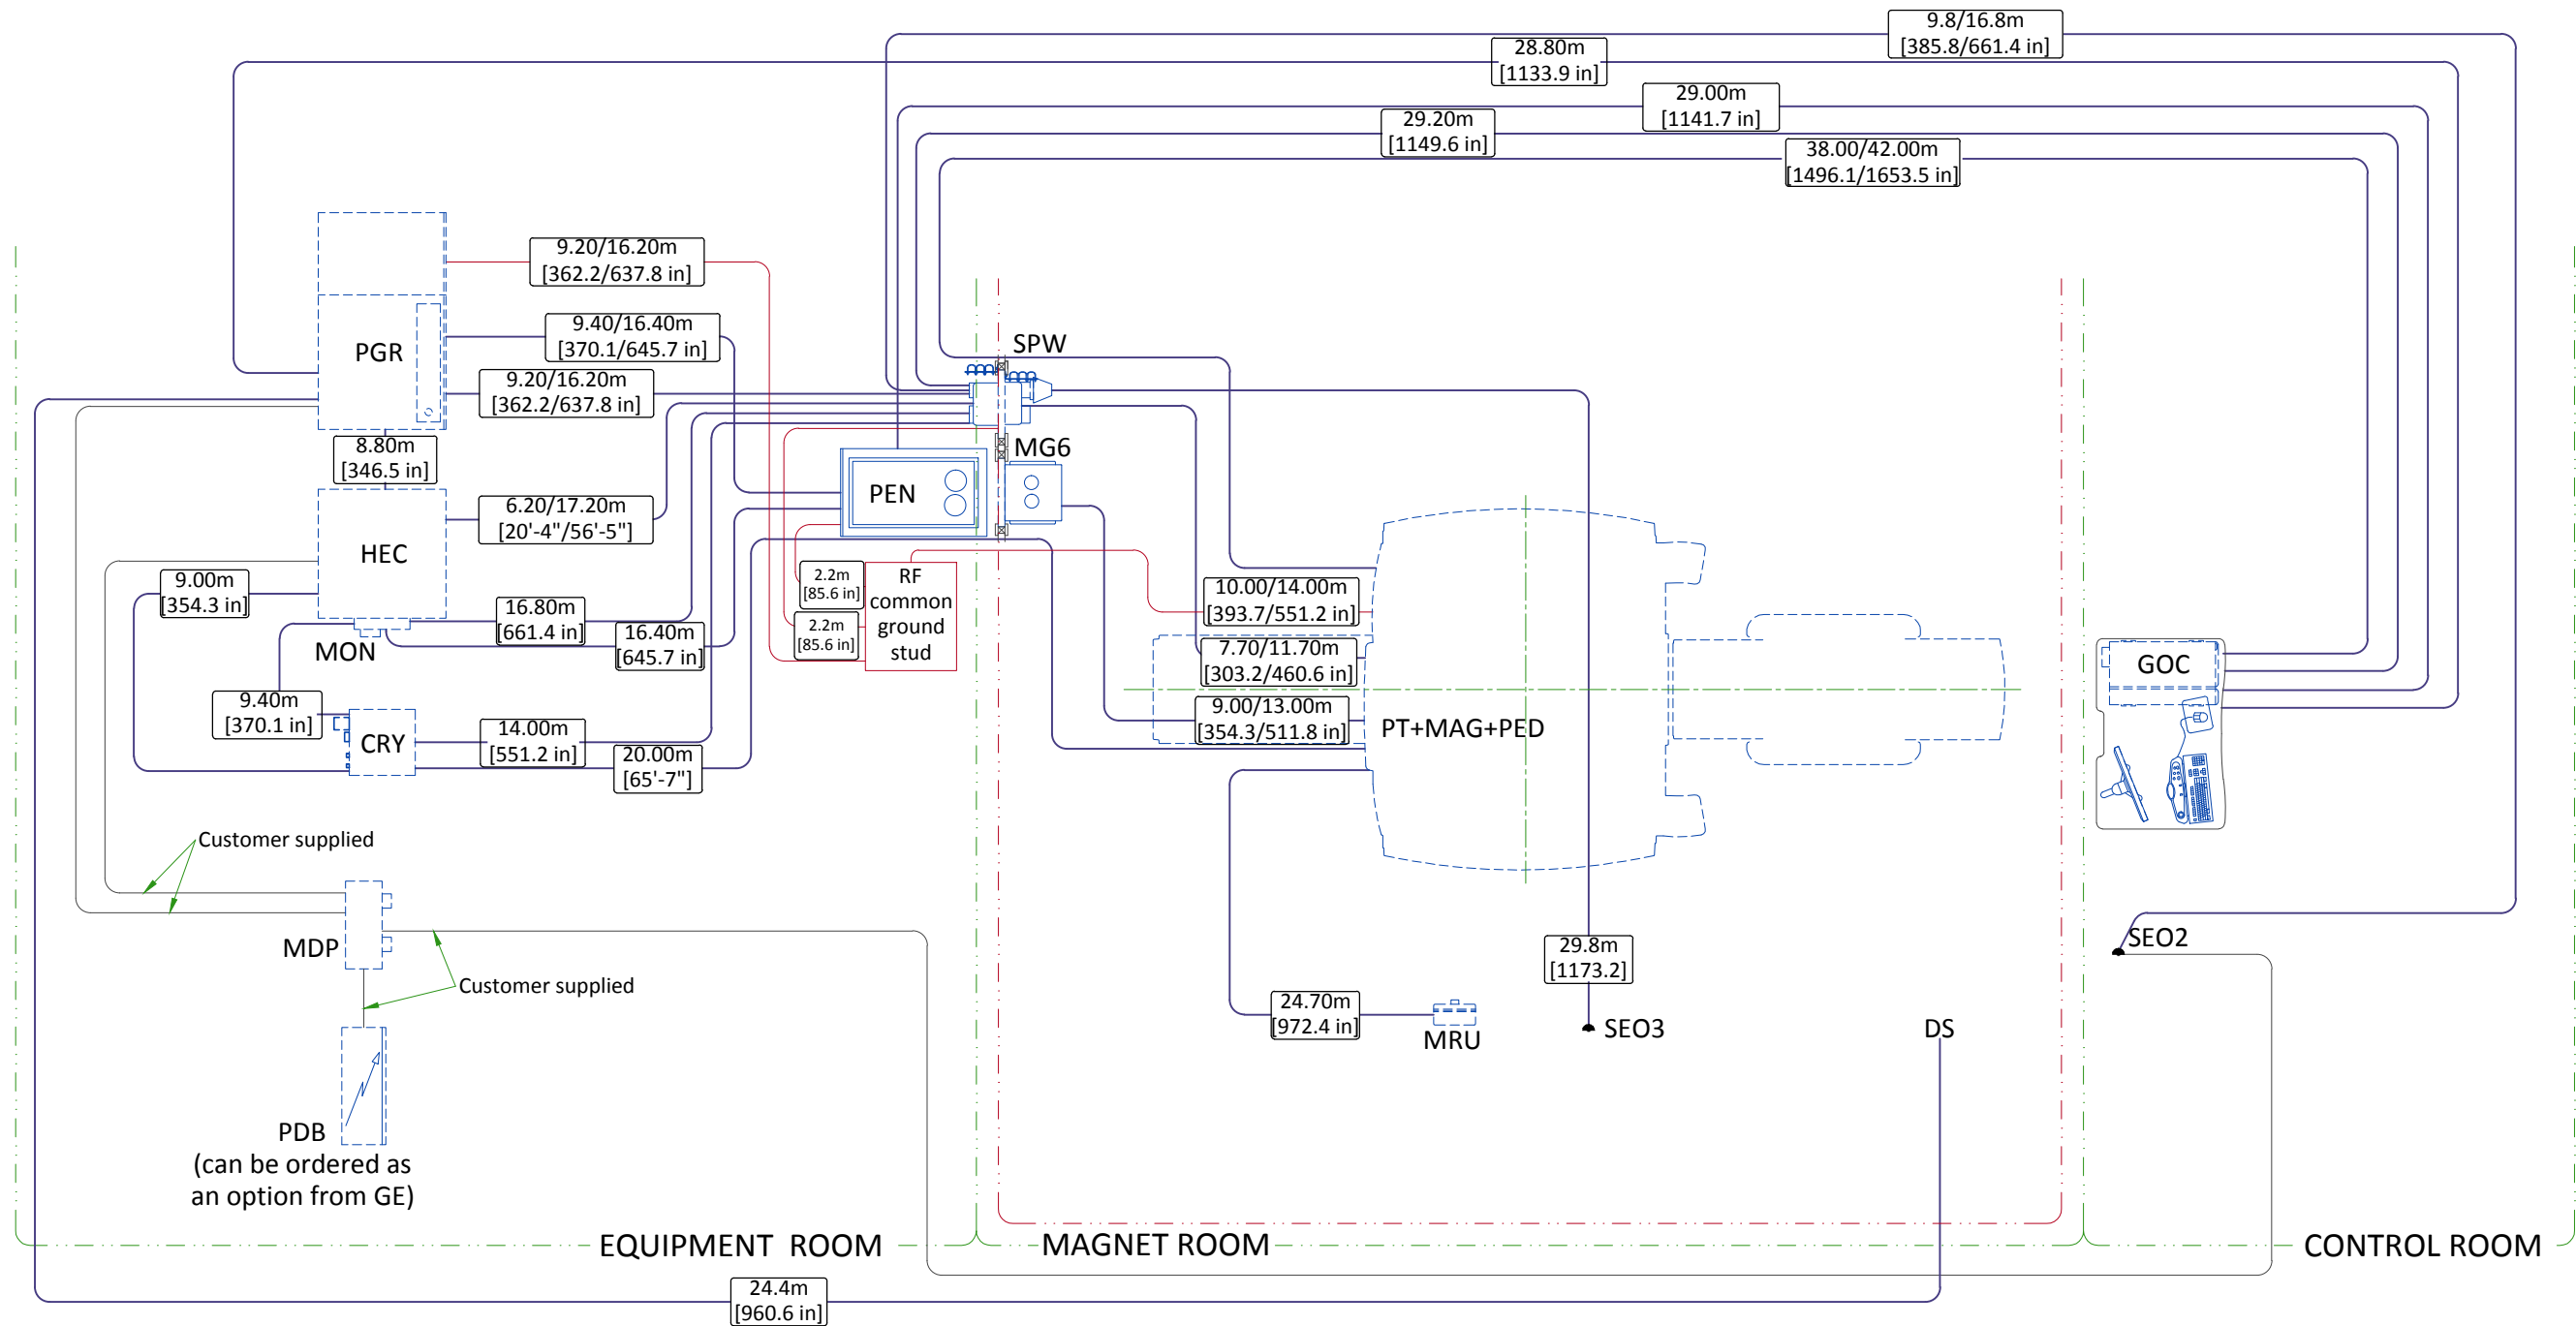 9.8/16.8m
[385.8/661.4 in]
28.80m
[1133.9 in]
29.00m
[1141.7 in]
29.20m
[1149.6 in]
38.00/42.00m
[1496.1/1653.5 in]
9.20/16.20m
[362.2/637.8 in]
9.40/16.40m
[370.1/645.7 in]
PGR
SPW
9.20/16.20m
[362.2/637.8 in]
8.80m
[346.5 in]
MG6
PEN
6.20/17.20m
[20'-4"/56'-5"]
HEC
9.00m
[354.3 in]
2.2m
[85.6 in]
RF
common
ground
stud
10.00/14.00m
[393.7/551.2 in]
16.80m
[661.4 in]
16.40m
[645.7 in]
2.2m
[85.6 in]
MON
7.70/11.70m
[303.2/460.6 in]
GOC
9.40m
[370.1 in]
9.00/13.00m
[354.3/511.8 in]
PT+MAG+PED
CRY
14.00m
[551.2 in]
20.00m
[65'-7"]
Customer supplied
MDP
29.8m
[1173.2]
SEO2
Customer supplied
24.70m
[972.4 in]
MRU
SEO3
DS
PDB
(can be ordered as
an option from GE)
EQUIPMENT ROOM
MAGNET ROOM
CONTROL ROOM
24.4m
[960.6 in]